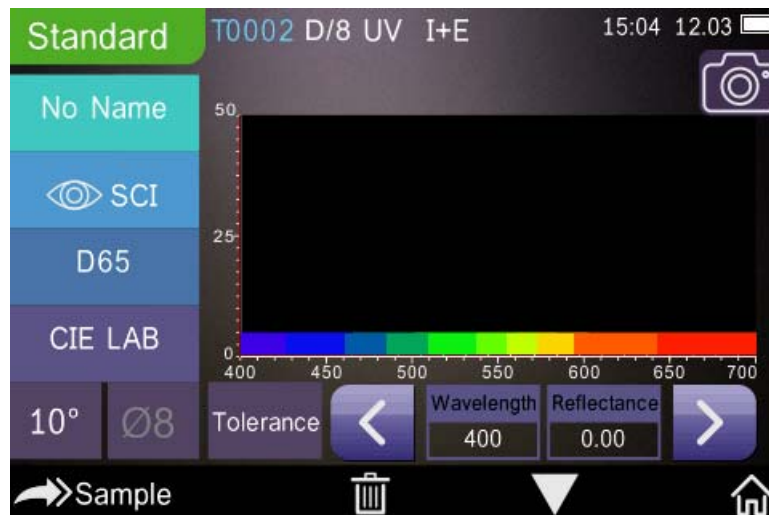 Standard T0002 D/8 UV I+E 15:04 12.03
No Name
SCI
D65
CIE LAB
50
25
0
400 450 500 550 600 650 700
10° Ø8 Tolerance Wavelength Reflectance
400 0.00
Sample